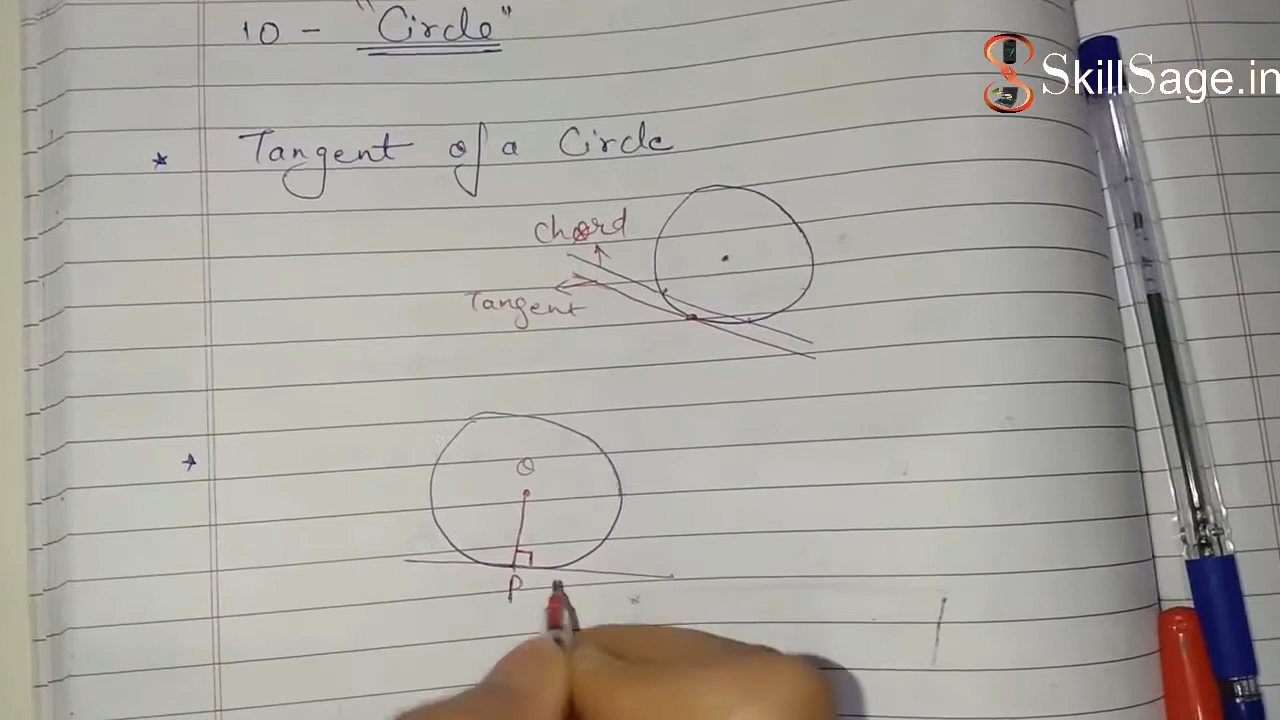 10 - "Circle"
SkillSage.in
* Tangent of a Circle
Chord
Tangent
O
P